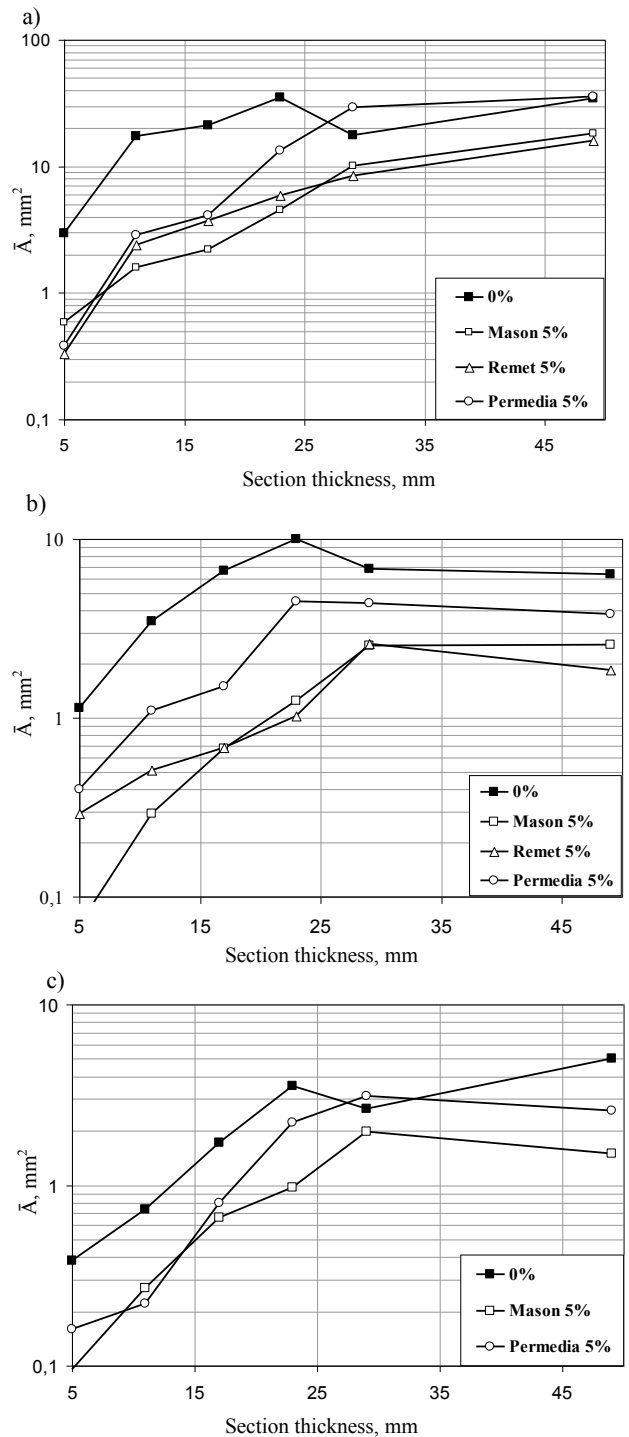 a)
100
10
1
0,1
Ā, mm²
5 15 25 35 45
Section thickness, mm
0%
Mason 5%
Remet 5%
Permedia 5%
b)
10
1
0,1
Ā, mm²
5 15 25 35 45
Section thickness, mm
0%
Mason 5%
Remet 5%
Permedia 5%
c)
10
1
0,1
Ā, mm²
5 15 25 35 45
Section thickness, mm
0%
Mason 5%
Permedia 5%